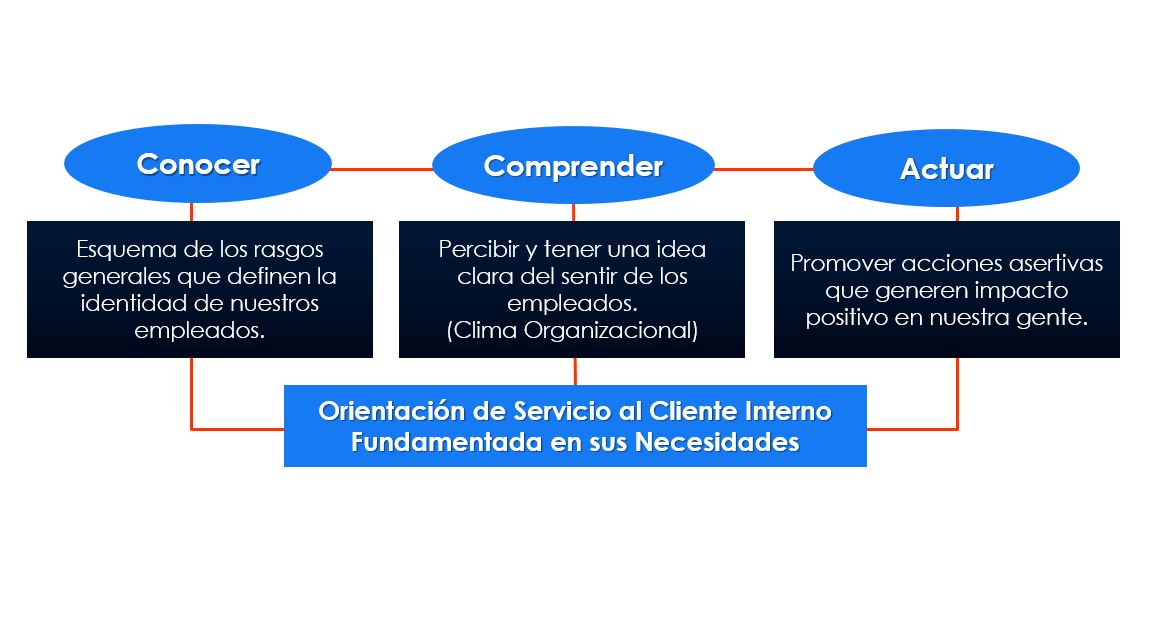 Conocer
Comprender
Actuar
Esquema de los rasgos
generales que definen la
identidad de nuestros
empleados.
Percibir y tener una idea
clara del sentir de los
empleados.
(Clima Organizacional)
Promover acciones asertivas
que generen impacto
positivo en nuestra gente.
Orientación de Servicio al Cliente Interno
Fundamentada en sus Necesidades